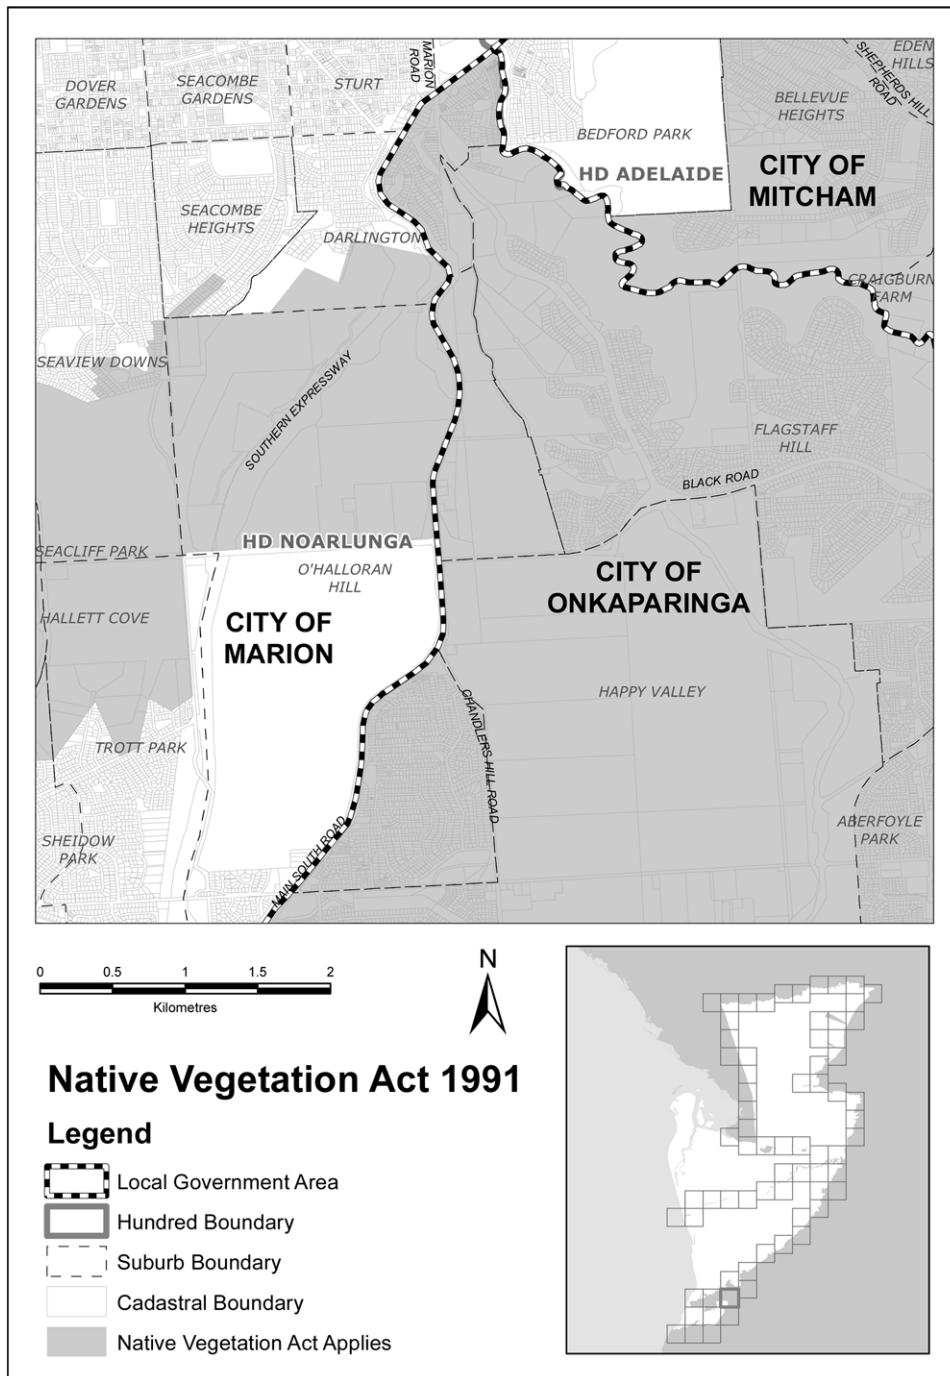 DOVER
GARDENS
SEACOMBE
GARDENS
STURT
MARION
ROAD
SHEPHERDS HILL
ROAD
EDEN
HILLS
BELLEVUE
HEIGHTS
BEDFORD PARK
HD ADELAIDE
CITY OF
MITCHAM
SEACOMBE
HEIGHTS
DARLINGTON
CRAIGBURN
FARM
SEAVIEW DOWNS
SOUTHERN EXPRESSWAY
FLAGSTAFF
HILL
BLACK ROAD
SEACLIFF PARK
HD NOARLUNGA
O'HALLORAN
HILL
CITY OF
ONKAPARINGA
HALLETT COVE
CITY OF
MARION
HAPPY VALLEY
CHANDLERS HILL ROAD
TROTT PARK
SHEIDOW
PARK
MAIN SOUTH ROAD
ABERFOYLE
PARK
0 0.5 1 1.5 2
Kilometres
N
Native Vegetation Act 1991
Legend
Local Government Area
Hundred Boundary
Suburb Boundary
Cadastral Boundary
Native Vegetation Act Applies